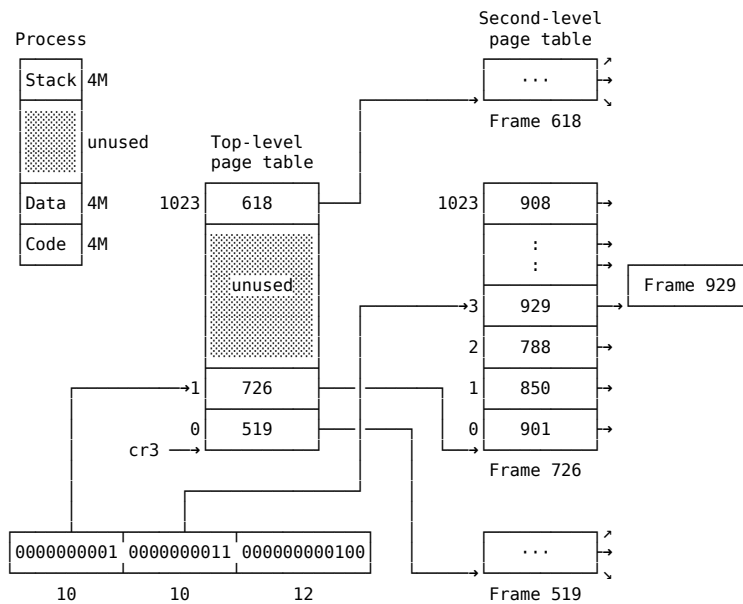 Second-level
page table
Process
Stack 4M
...
Frame 618
unused
Top-level
page table
Data 4M
1023 618
1023 908
Code 4M
:
:
unused
Frame 929
3 929
2 788
1 726
1 850
0 519
0 901
cr3
Frame 726
0000000001 0000000011 000000000100
...
10 10 12
Frame 519